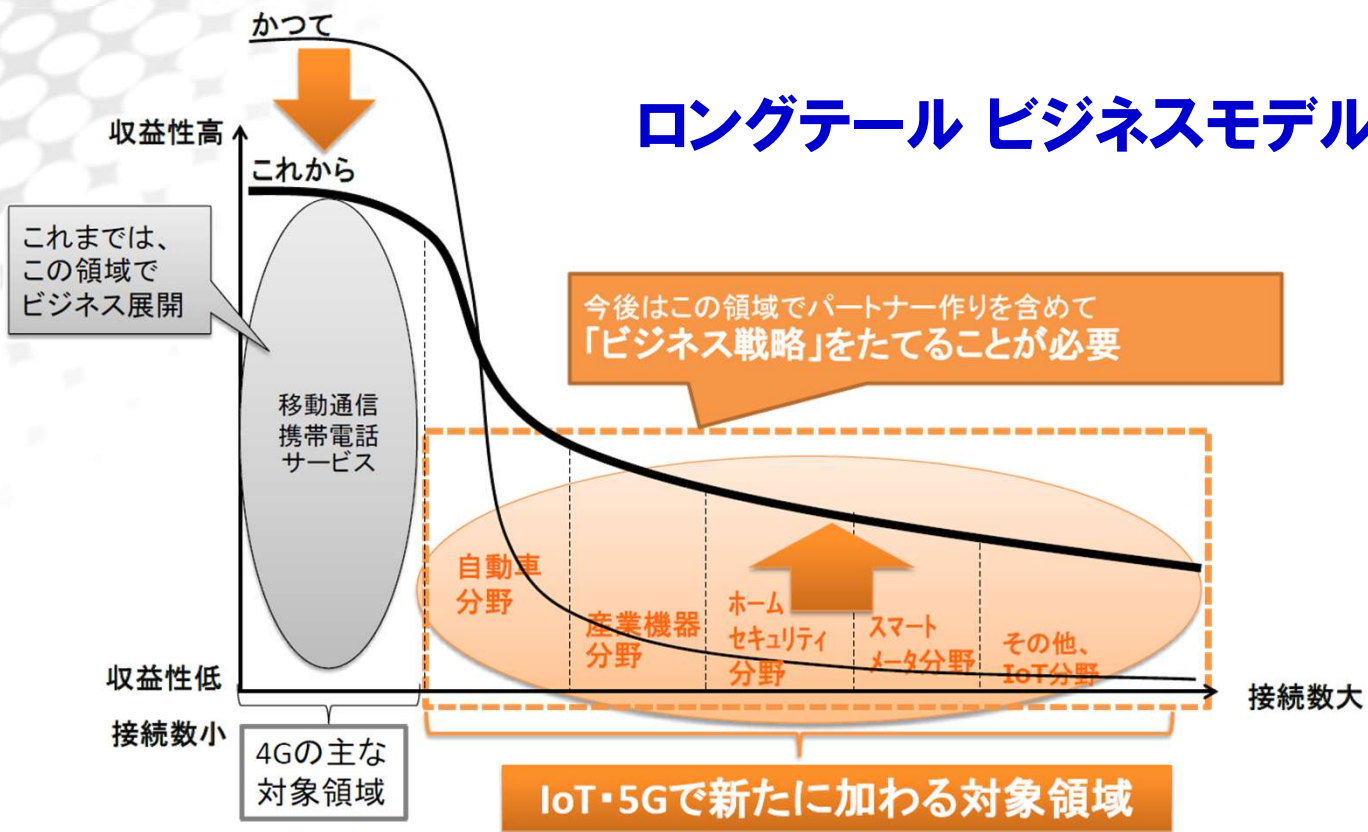 かつて
ロングテール ビジネスモデル
収益性高
これから
これまでは、
この領域で
ビジネス展開
今後はこの領域でパートナー作りを含めて
「ビジネス戦略」をたてることが必要
移動通信
携帯電話
サービス
自動車
分野
産業機器
分野
ホーム
セキュリティ
分野
スマート
メータ分野
その他、
IoT分野
収益性低
接続数大
接続数小
4Gの主な
対象領域
IoT・5Gで新たに加わる対象領域